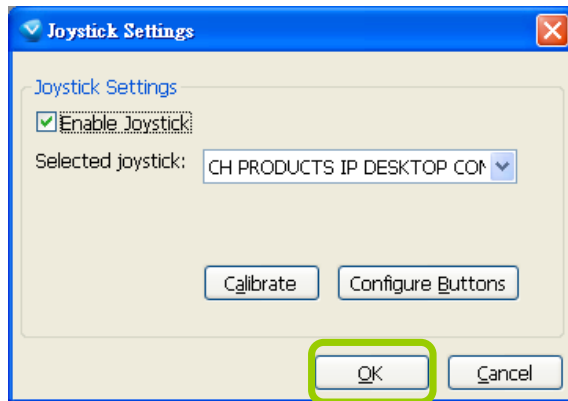 Joystick Settings
Joystick Settings
Enable Joystick
Selected joystick: CH PRODUCTS IP DESKTOP CON
Calibrate Configure Buttons
OK Cancel